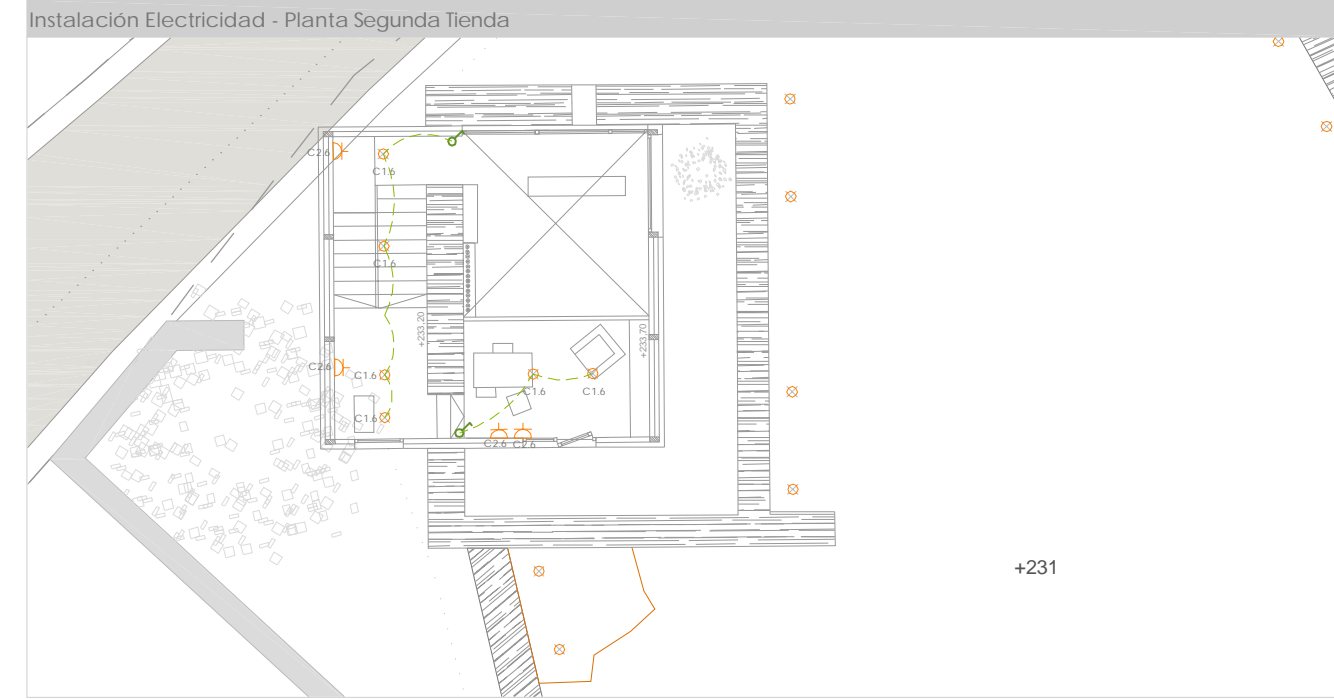 Instalación Electricidad - Planta Segunda Tienda
C2.6
C1.6
C1.6
+233,20
+233,70
C2.6
C1.6
C1.6
C1.6
C1.6
C2.6
C2.6
+231